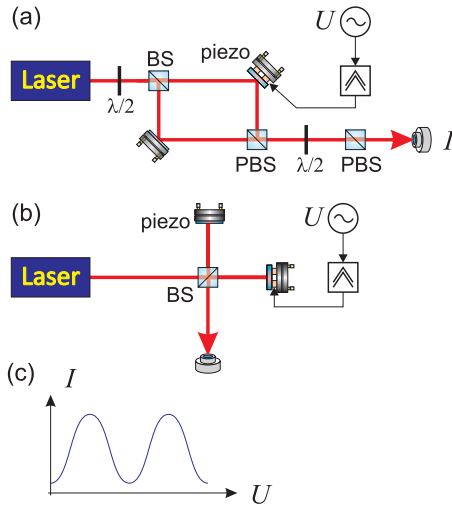 (a)
U
BS
piezo
Laser
λ/2
PBS
λ/2
PBS
I
(b)
piezo
U
Laser
BS
(c)
I
U